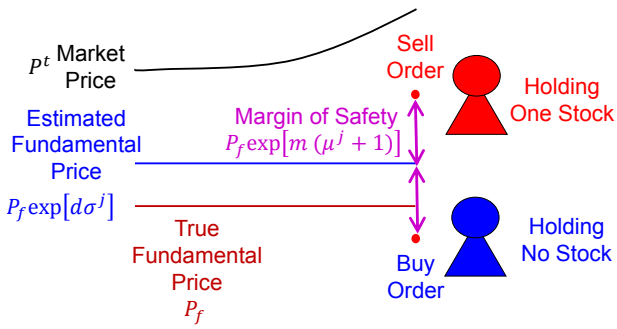 P^t Market
Price
Sell
Order
Holding
One Stock
Estimated
Fundamental
Price
Margin of Safety
P_f exp[m (μ^j + 1)]
P_f exp[dσ^j]
True
Fundamental
Price
P_f
Buy
Order
Holding
No Stock